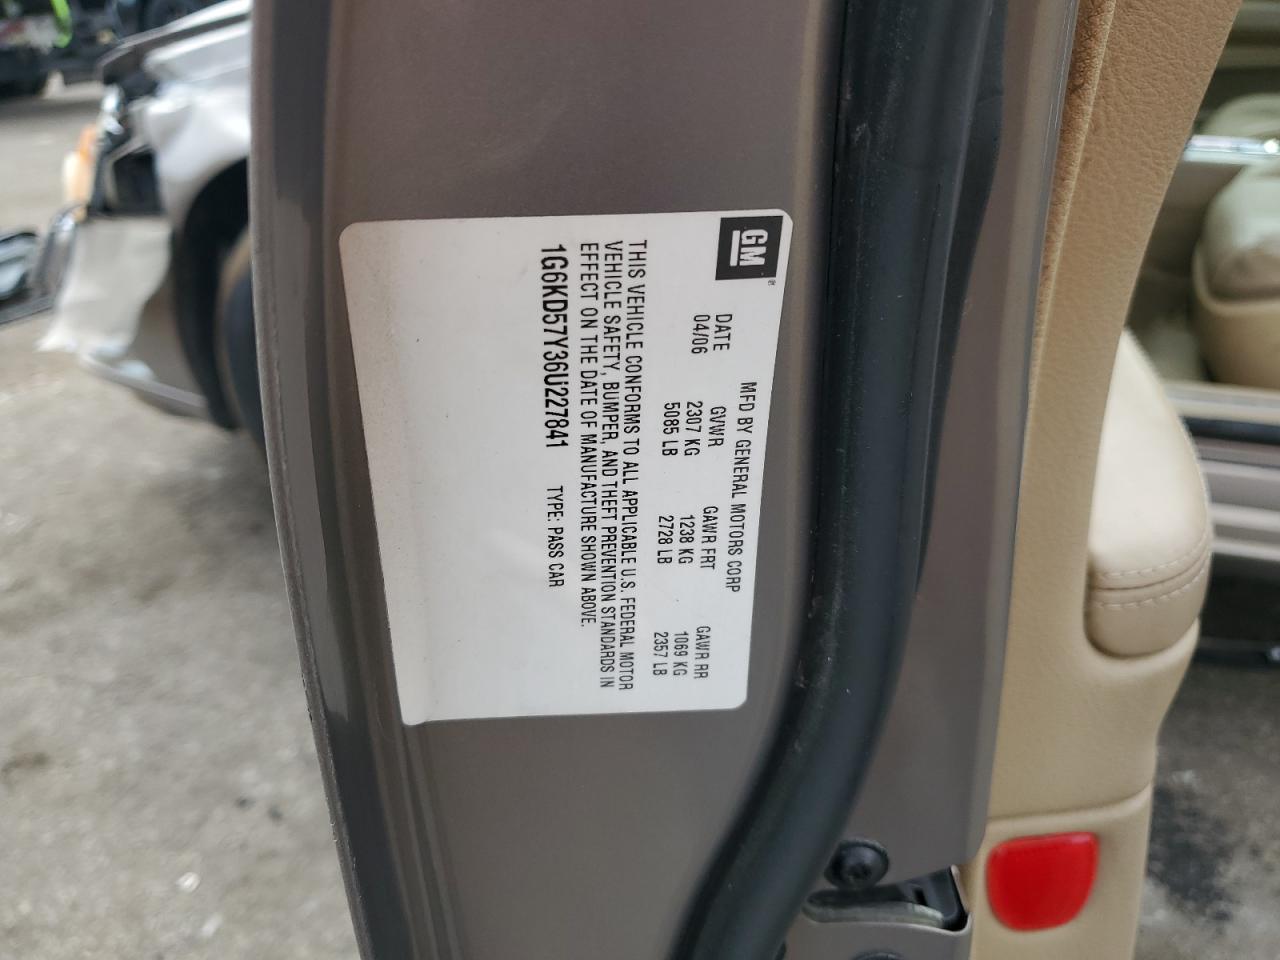 GM
®
MFD BY GENERAL MOTORS CORP
DATE GVWR GAWR FRT GAWR RR
04/06 2307 KG 1238 KG 1069 KG
5085 LB 2728 LB 2357 LB
THIS VEHICLE CONFORMS TO ALL APPLICABLE U.S. FEDERAL MOTOR
VEHICLE SAFETY, BUMPER, AND THEFT PREVENTION STANDARDS IN
EFFECT ON THE DATE OF MANUFACTURE SHOWN ABOVE.
1G6KD57Y36U227841 TYPE: PASS CAR